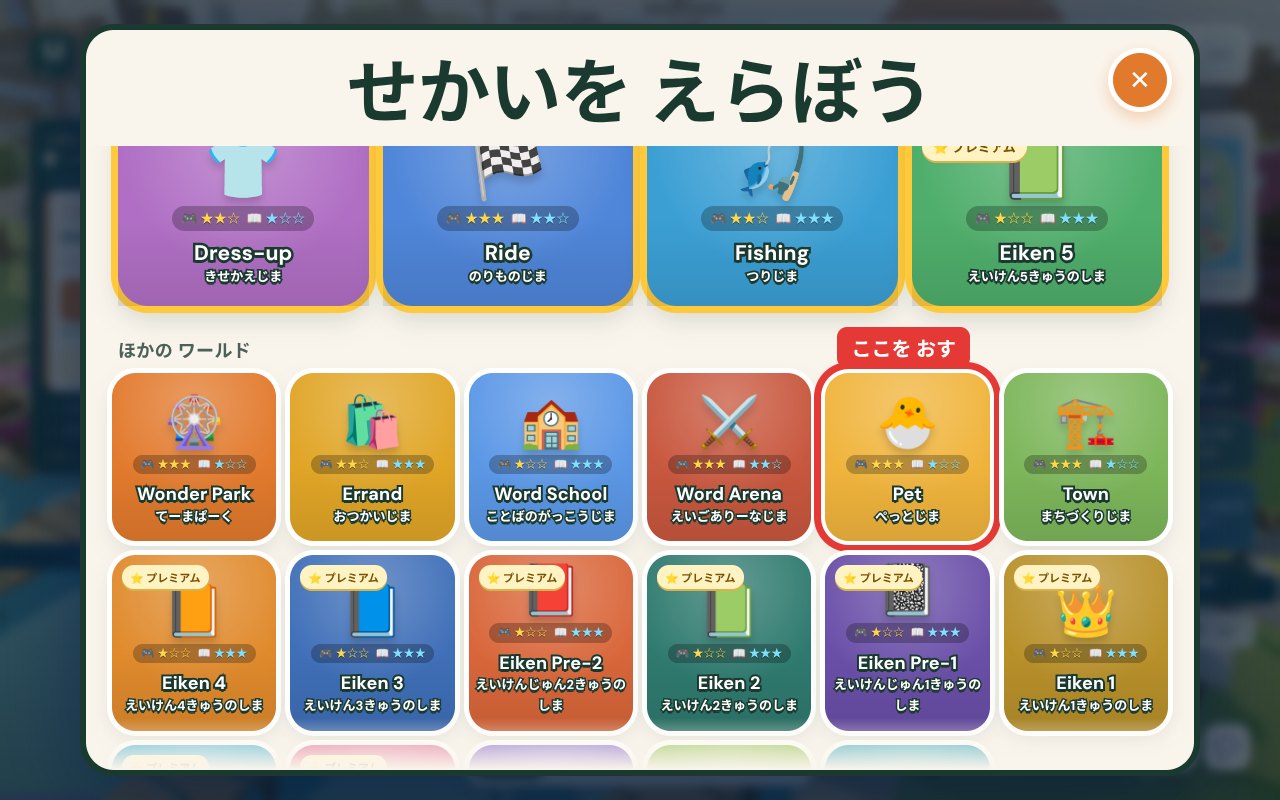 せかいを えらぼう
×
⭐ プレミアム
🎮 ★★☆ 📖 ★☆☆
Dress-up
きせかえじま
🎮 ★★★ 📖 ★★☆
Ride
のりものじま
🎮 ★★☆ 📖 ★★★
Fishing
つりじま
🎮 ★☆☆ 📖 ★★★
Eiken 5
えいけん5きゅうのしま
ほかの ワールド
ここを おす
🎮 ★★★ 📖 ★☆☆
Wonder Park
てーまぱーく
🎮 ★★☆ 📖 ★★★
Errand
おつかいじま
🎮 ★☆☆ 📖 ★★★
Word School
ことばのがっこうじま
🎮 ★★★ 📖 ★★☆
Word Arena
えいごありーなじま
🎮 ★★★ 📖 ★☆☆
Pet
ぺっとじま
🎮 ★★★ 📖 ★☆☆
Town
まちづくりじま
⭐ プレミアム
🎮 ★☆☆ 📖 ★★★
Eiken 4
えいけん4きゅうのしま
⭐ プレミアム
🎮 ★☆☆ 📖 ★★★
Eiken 3
えいけん3きゅうのしま
⭐ プレミアム
🎮 ★☆☆ 📖 ★★★
Eiken Pre-2
えいけんじゅん2きゅうの
しま
⭐ プレミアム
🎮 ★☆☆ 📖 ★★★
Eiken 2
えいけん2きゅうのしま
⭐ プレミアム
🎮 ★☆☆ 📖 ★★★
Eiken Pre-1
えいけんじゅん1きゅうの
しま
⭐ プレミアム
🎮 ★☆☆ 📖 ★★★
Eiken 1
えいけん1きゅうのしま